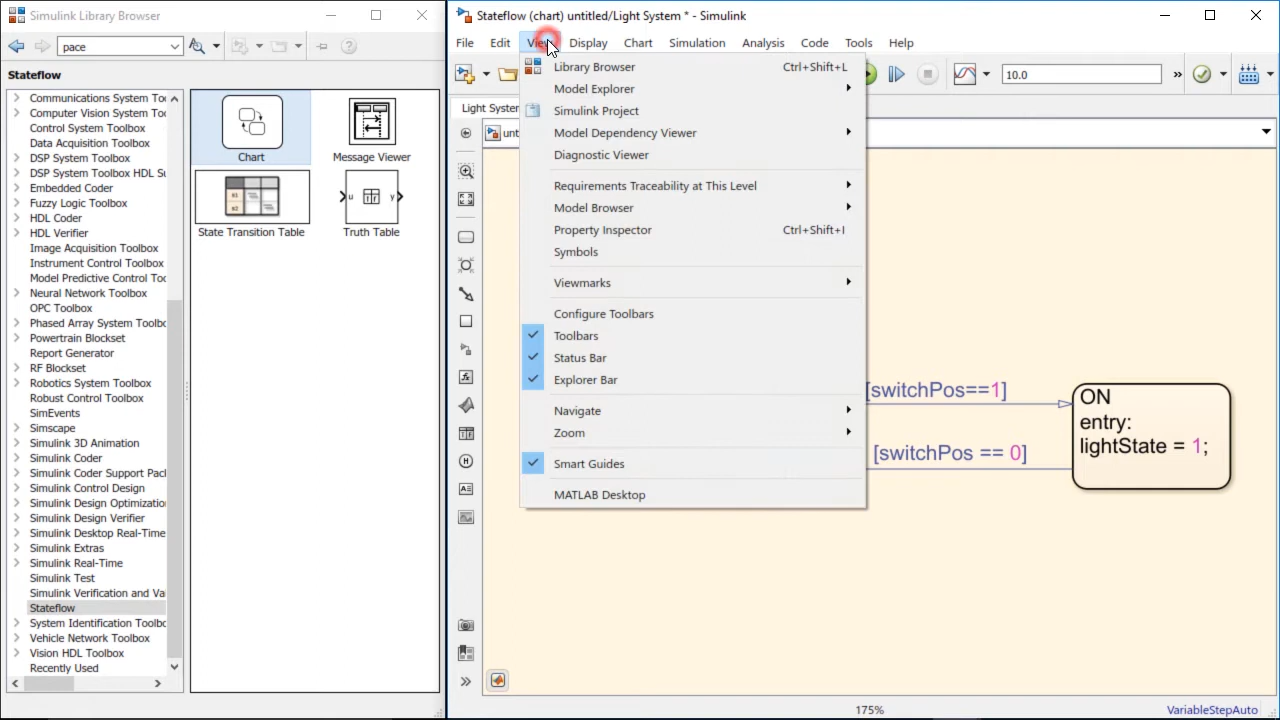 Simulink Library Browser
pace
Stateflow
Communications System To
Computer Vision System To
Control System Toolbox
Data Acquisition Toolbox
DSP System Toolbox
DSP System Toolbox HDL Su
Embedded Coder
Fuzzy Logic Toolbox
HDL Coder
HDL Verifier
Image Acquisition Toolbox
Instrument Control Toolbox
Model Predictive Control Toc
Neural Network Toolbox
OPC Toolbox
Phased Array System Toolbo
Powertrain Blockset
Report Generator
RF Blockset
Robotics System Toolbox
Robust Control Toolbox
SimEvents
Simscape
Simulink 3D Animation
Simulink Coder
Simulink Coder Support Pacl
Simulink Control Design
Simulink Design Optimizatio
Simulink Design Verifier
Simulink Desktop Real-Time
Simulink Extras
Simulink Real-Time
Simulink Test
Simulink Verification and Va
Stateflow
System Identification Toolbo
Vehicle Network Toolbox
Vision HDL Toolbox
Recently Used
Chart
Message Viewer
State Transition Table
u y
Truth Table
Stateflow (chart) untitled/Light System * - Simulink
File Edit View Display Chart Simulation Analysis Code Tools Help
10.0
Light System
unt
Library Browser Ctrl+Shift+L
Model Explorer
Simulink Project
Model Dependency Viewer
Diagnostic Viewer
Requirements Traceability at This Level
Model Browser
Property Inspector Ctrl+Shift+I
Symbols
Viewmarks
Configure Toolbars
Toolbars
Status Bar
Explorer Bar
Navigate
Zoom
Smart Guides
MATLAB Desktop
[switchPos==1]
[switchPos == 0]
ON
entry:
lightState = 1;
175%
VariableStepAuto